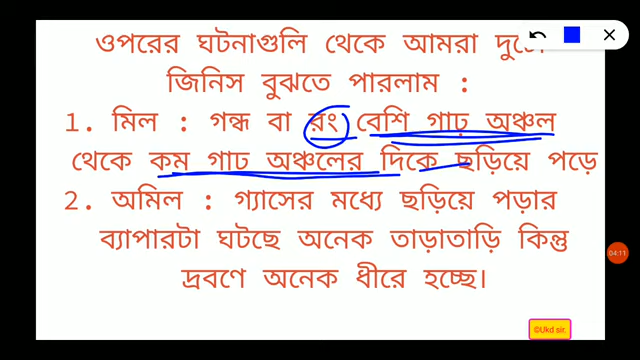 ওপরের ঘটনাগুলি থেকে আমরা
জিনিস বুঝতে পারলাম :
1. মিল : গন্ধ বা রং বেশি গাঢ় অঞ্চল
থেকে কম গাঢ অঞ্চলের দিকে ছড়িয়ে পড়ে
2. অমিল : গ্যাসের মধ্যে ছড়িয়ে পড়ার
ব্যাপারটা ঘটছে অনেক তাড়াতাড়ি কিন্তু
দ্রবণে অনেক ধীরে হচ্ছে।
04:11
©Ukd sir.